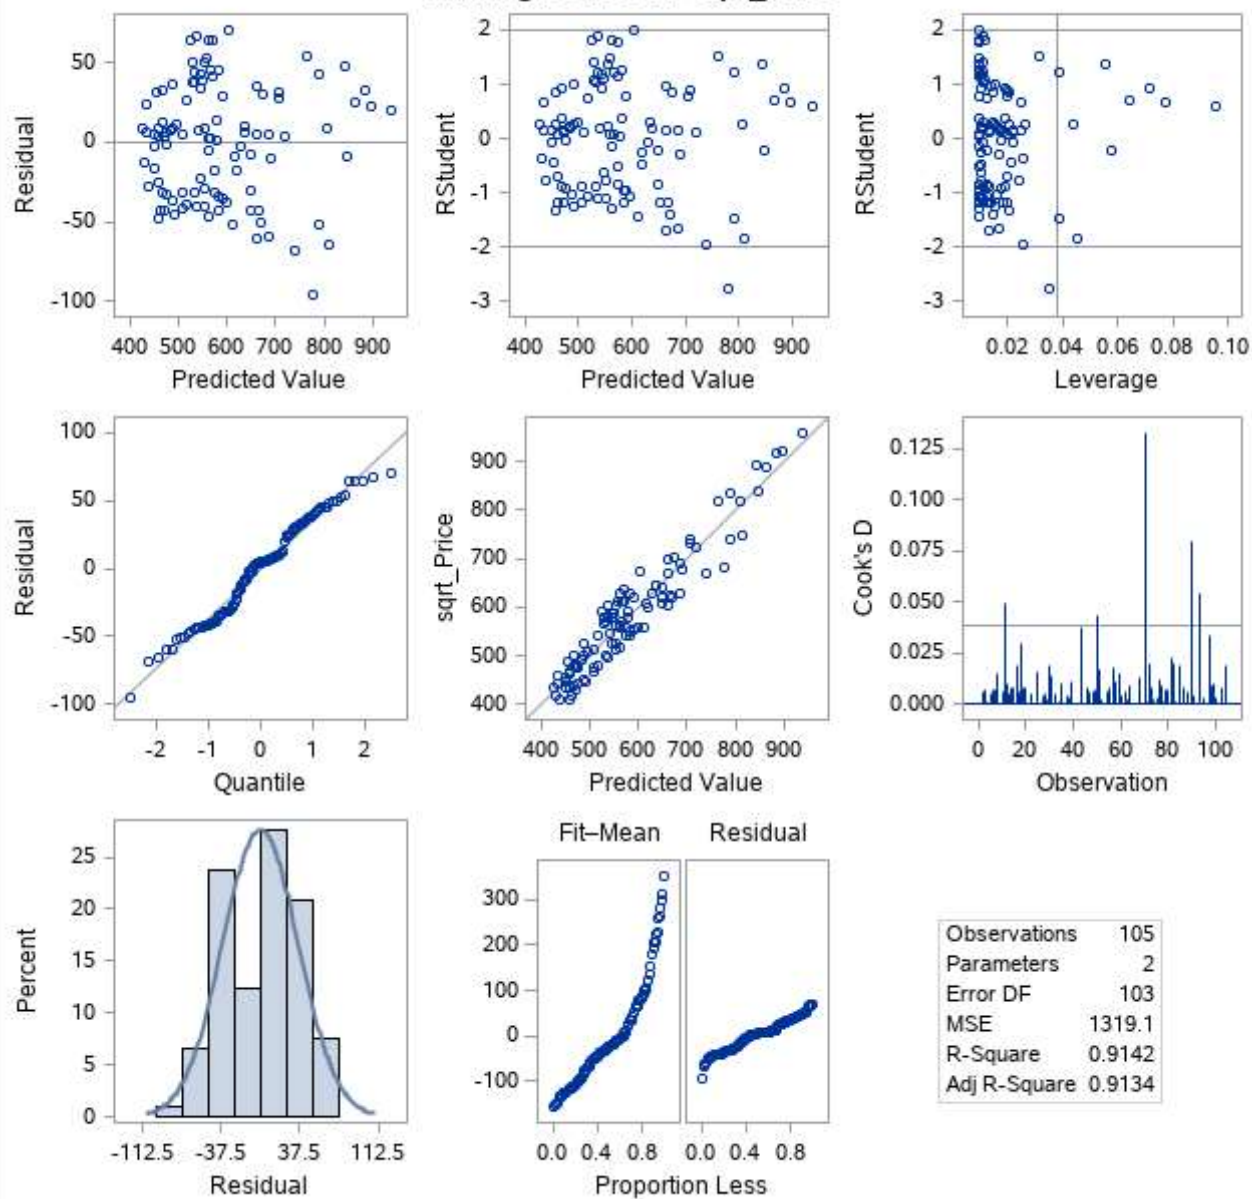 50
0
-50
-100
Residual
400 500 600 700 800 900
Predicted Value
2
1
0
-1
-2
-3
RStudent
400 500 600 700 800 900
Predicted Value
2
1
0
-1
-2
-3
RStudent
0.02 0.04 0.06 0.08 0.10
Leverage
100
50
0
-50
-100
Residual
-2 -1 0 1 2
Quantile
900
800
700
600
500
400
sqrt_Price
400 500 600 700 800 900
Predicted Value
0.125
0.100
0.075
0.050
0.025
0.000
Cook's D
0 20 40 60 80 100
Observation
25
20
15
10
5
0
Percent
-112.5 -37.5 37.5 112.5
Residual
Fit–Mean Residual
300
200
100
0
-100
0.0 0.4 0.8 0.0 0.4 0.8
Proportion Less
Observations 105
Parameters 2
Error DF 103
MSE 1319.1
R-Square 0.9142
Adj R-Square 0.9134